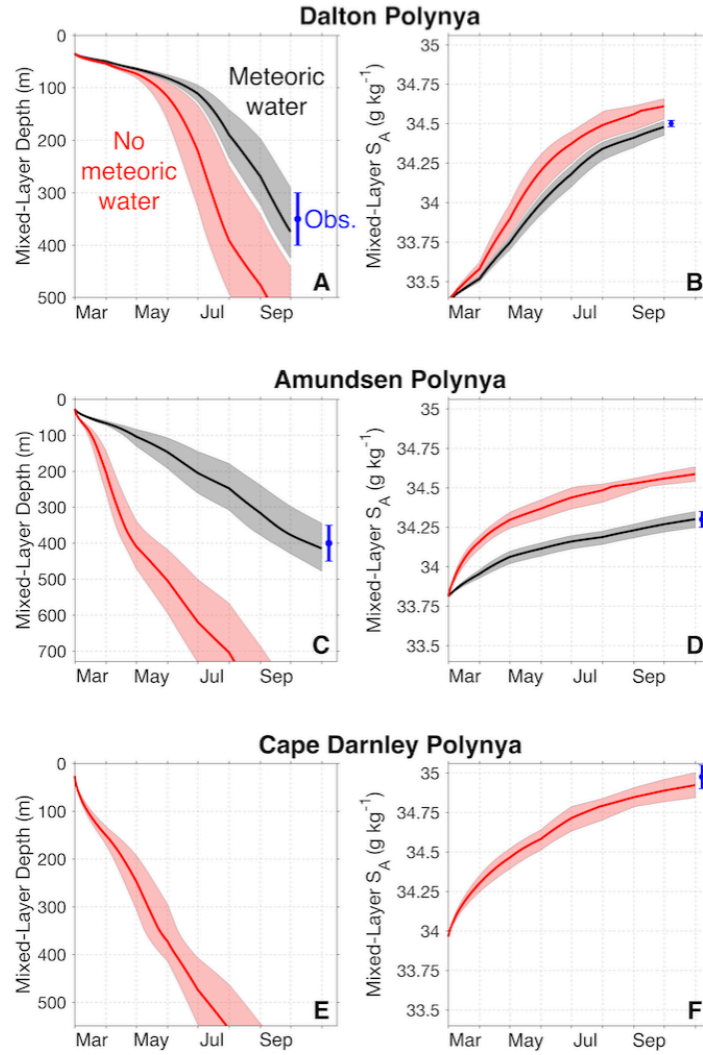 Dalton Polynya
Mixed-Layer Depth (m)
0
100
200
300
400
500
Meteoric
water
No
meteoric
water
Obs.
A
Mar May Jul Sep
Mixed-Layer S_A (g kg⁻¹)
35
34.75
34.5
34.25
34
33.75
33.5
B
Mar May Jul Sep
Amundsen Polynya
Mixed-Layer Depth (m)
0
100
200
300
400
500
600
700
C
Mar May Jul Sep
Mixed-Layer S_A (g kg⁻¹)
35
34.75
34.5
34.25
34
33.75
33.5
D
Mar May Jul Sep
Cape Darnley Polynya
Mixed-Layer Depth (m)
0
100
200
300
400
500
E
Mar May Jul Sep
Mixed-Layer S_A (g kg⁻¹)
35
34.75
34.5
34.25
34
33.75
33.5
F
Mar May Jul Sep